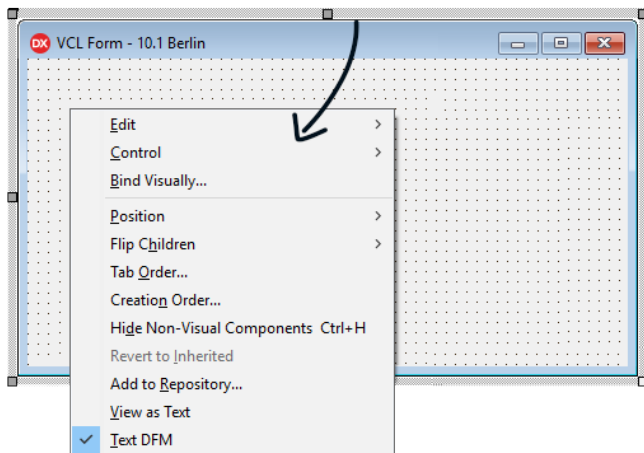 DX VCL Form - 10.1 Berlin
Edit
Control
Bind Visually...
Position
Flip Children
Tab Order...
Creation Order...
Hide Non-Visual Components Ctrl+H
Revert to Inherited
Add to Repository...
View as Text
Text DFM